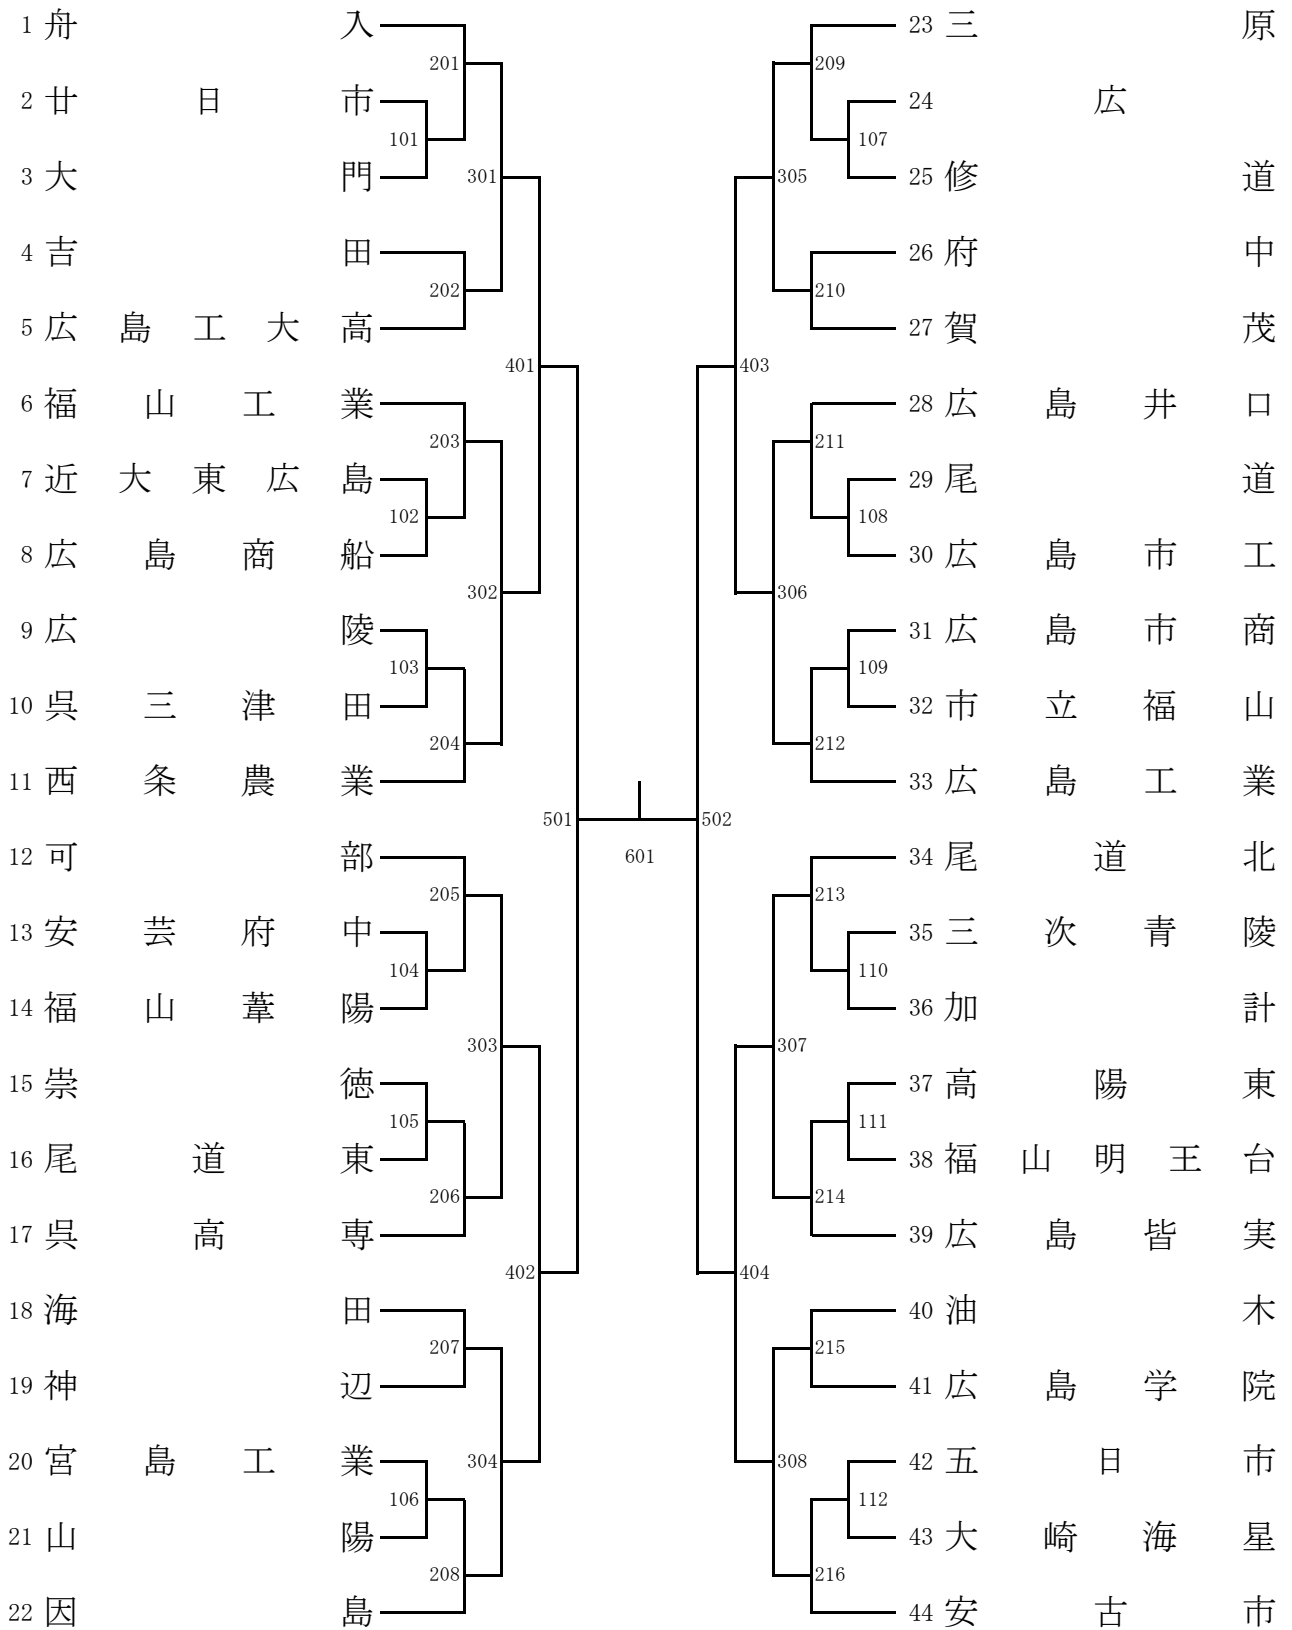 1 舟入
201
2 廿日市
101
3 大門
301
4 吉田
202
5 広島工大高
401
6 福山工業
203
7 近大東広島
102
8 広島商船
302
9 広陵
103
10 呉三津田
204
11 西条農業
501
12 可部
205
13 安芸府中
104
14 福山葦陽
303
15 崇徳
105
16 尾道東
206
17 呉高専
402
18 海田
207
19 神辺
20 宮島工業
304
106
21 山陽
208
22 因島
601
23 三原
209
24 広
107
25 修道
305
26 府中
210
27 賀茂
403
28 広島井口
211
29 尾道
108
30 広島市工
306
31 広島市商
109
32 市立福山
212
33 広島工業
502
34 尾道北
213
35 三次青陵
110
36 加計
307
37 高陽東
111
38 福山明王台
214
39 広島皆実
404
40 油木
215
41 広島学院
42 五日市
308
112
43 大崎海星
216
44 安古市